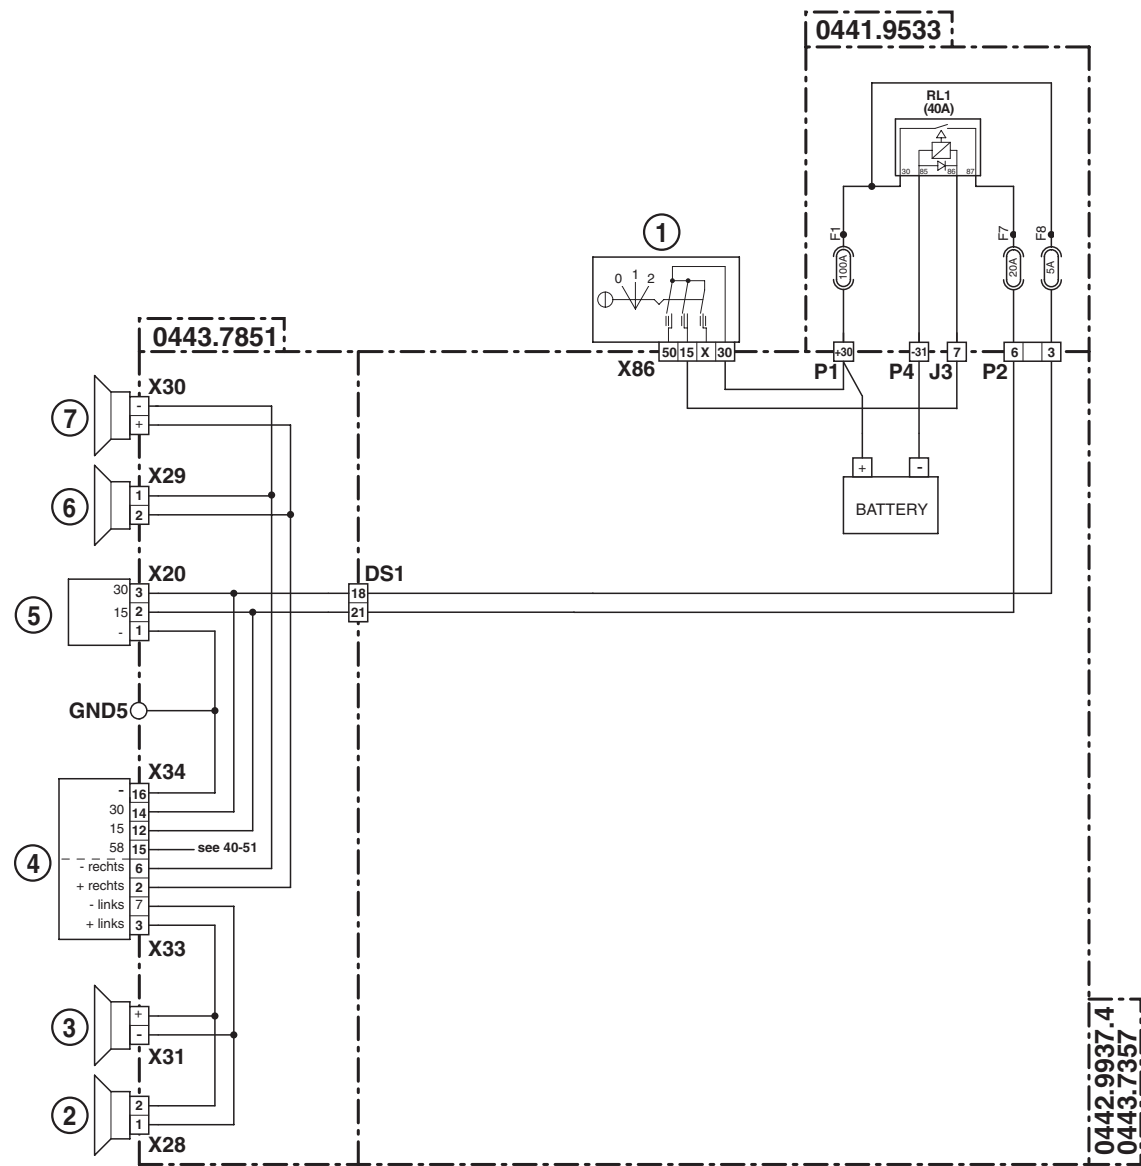 0441.9533
RL1
(40A)
30 85 86 87
F1
100A
F7
20A
F8
5A
1
0 1 2
50 15 X 30
X86
+30
P1
-31
P4
7
J3
6 3
P2
+ -
BATTERY
0443.7851
X30
7
-
+
X29
6
1
2
X20
5
30 3
15 2
- 1
DS1
18
21
GND5
X34
4
- 16
30 14
15 12
58 15
see 40-51
- rechts 6
+ rechts 2
- links 7
+ links 3
X33
3
+
-
X31
2
2
1
X28
0442.9937.4
0443.7357